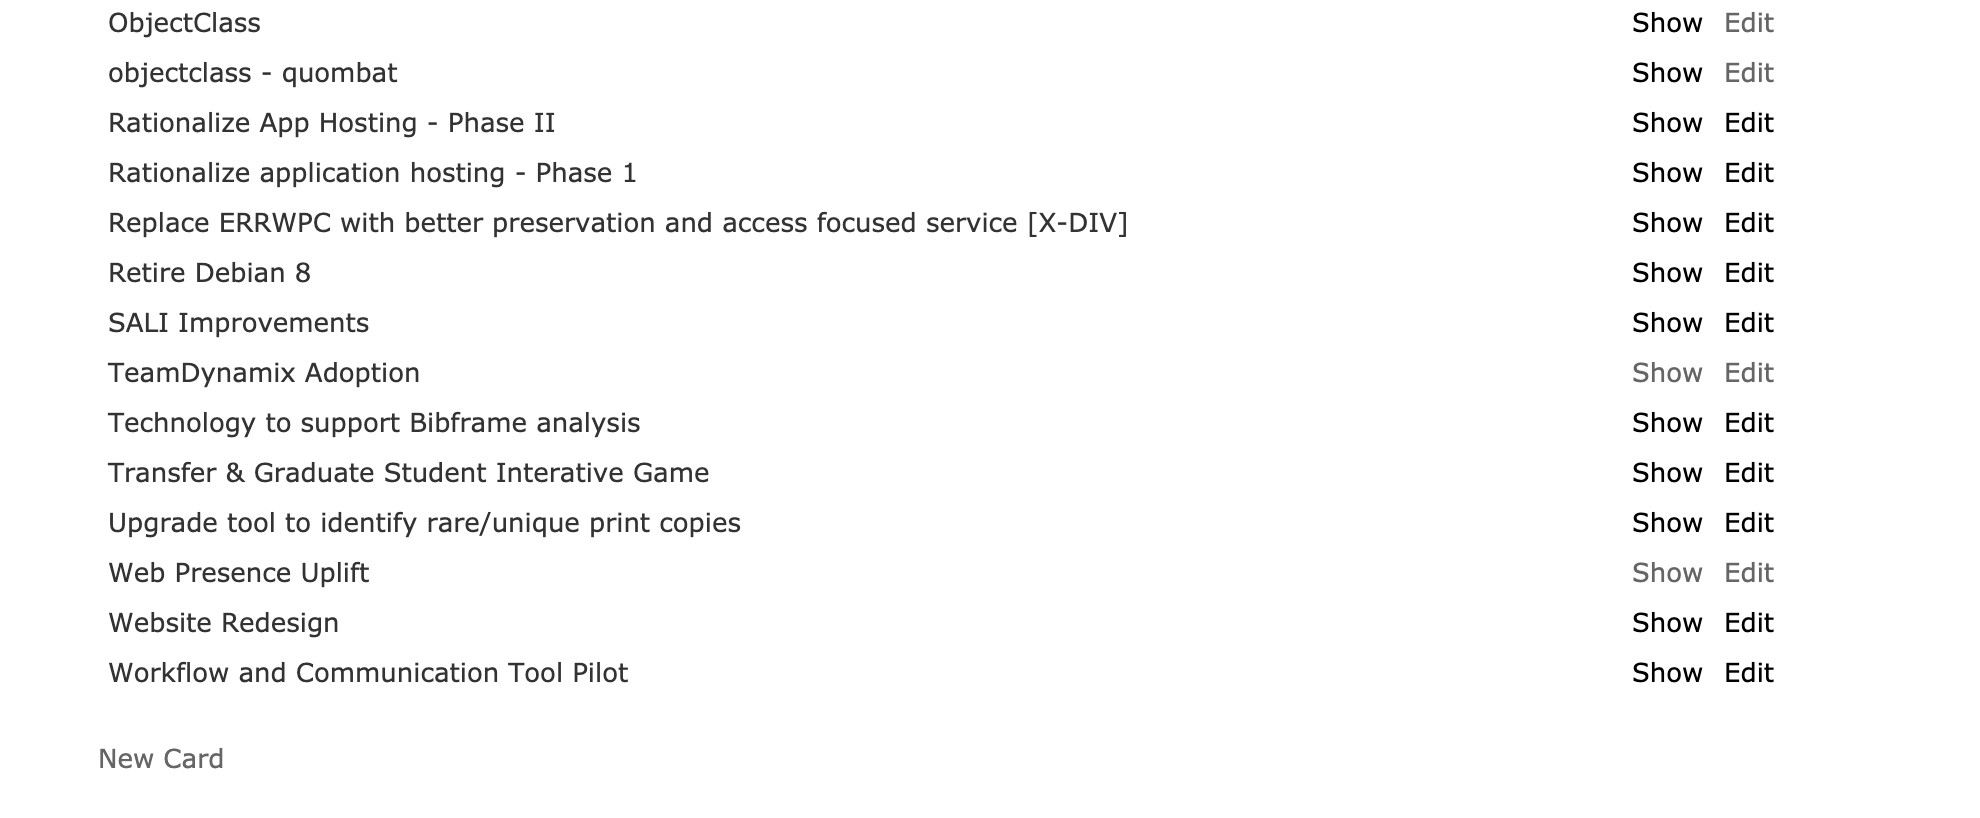 ObjectClass Show Edit
objectclass - quombat Show Edit
Rationalize App Hosting - Phase II Show Edit
Rationalize application hosting - Phase 1 Show Edit
Replace ERRWPC with better preservation and access focused service [X-DIV] Show Edit
Retire Debian 8 Show Edit
SALI Improvements Show Edit
TeamDynamix Adoption Show Edit
Technology to support Bibframe analysis Show Edit
Transfer & Graduate Student Interative Game Show Edit
Upgrade tool to identify rare/unique print copies Show Edit
Web Presence Uplift Show Edit
Website Redesign Show Edit
Workflow and Communication Tool Pilot Show Edit
New Card